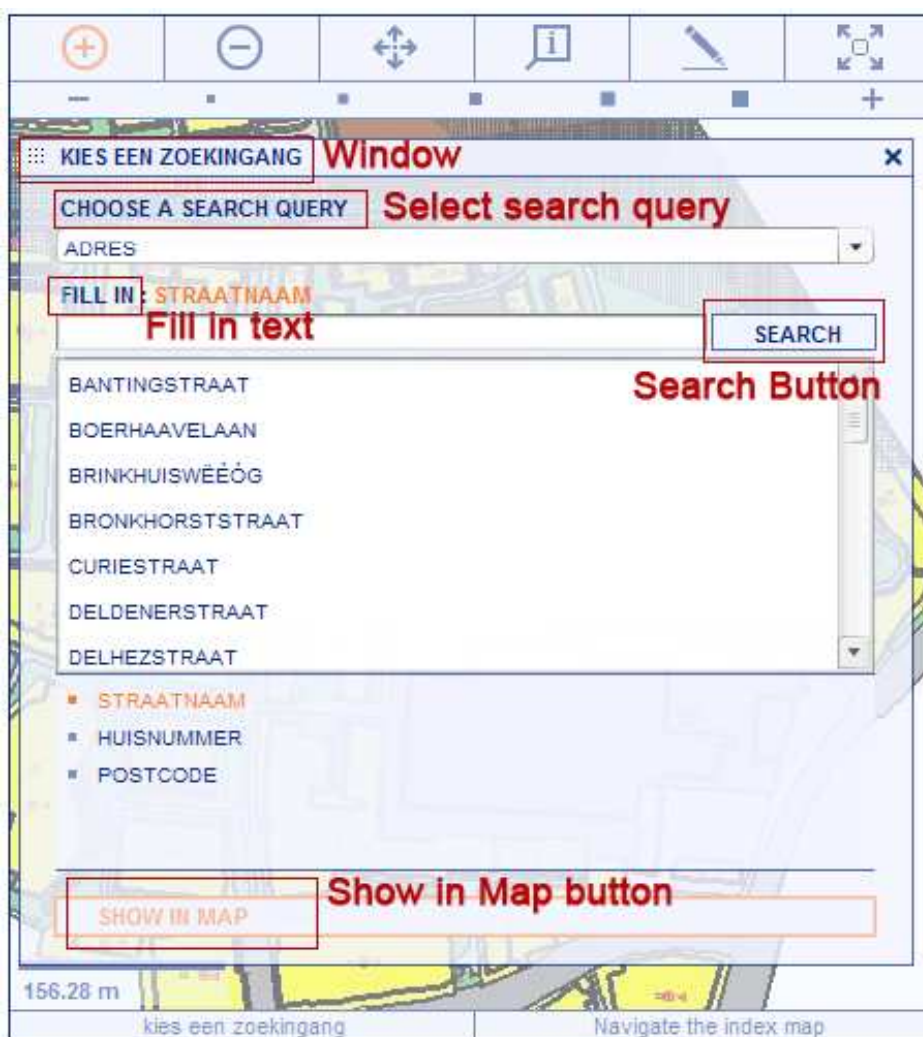 KIES EEN ZOEKINGANG Window
CHOOSE A SEARCH QUERY Select search query
ADRES
FILL IN : STRAATNAAM
Fill in text
SEARCH
Search Button
BANTINGSTRAAT
BOERHAAVELAAN
BRINKHUISWËÈÓG
BRONKHORSTSTRAAT
CURIESTRAAT
DELDENERSTRAAT
DELHEZSTRAAT
STRAATNAAM
HUISNUMMER
POSTCODE
Show in Map button
SHOW IN MAP
156.28 m
kies een zoekingang Navigate the index map